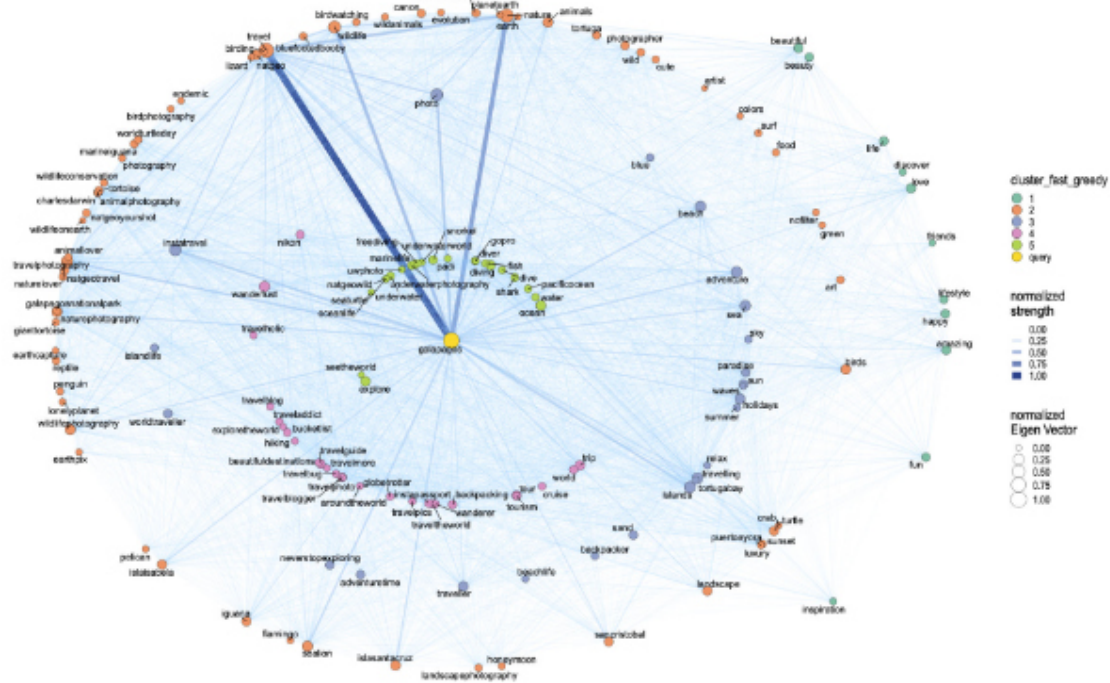 canon
planetearth
birdwatching
wildanimals
evolution
nature
animals
earth
travel
wildlife
tortuga
birding
bluefootedbooby
photographer
beautiful
lizard
natgeo
wild
cute
beauty
endemic
photo
artist
birdphotography
colors
worldturtleday
surf
marineiguana
food
life
photography
blue
discover
wildlifeconservation
tortoise
love
charlesdarwin
animalphotography
natgeoyourshot
beach
nofilter
wildlifeonearth
snorkel
green
nikon
freediving
underwaterworld
gopro
friends
instatravel
diver
animallover
marinelife
padi
fish
travelphotography
uwphoto
diving
dive
adventure
natgeotravel
natgeowild
underwaterphotography
shark
pacificocean
art
naturelover
wanderlust
seaturtle
underwater
water
lifestyle
galapagosnationalpark
oceanlife
ocean
sea
naturephotography
happy
gianttortoise
travelholic
sky
earthcapture
islandlife
galapagos
amazing
reptile
seetheworld
paradise
birds
penguin
explore
sun
lonelyplanet
travelblog
waves
holidays
wildlifephotography
worldtraveller
traveladdict
summer
exploretheworld
bucketlist
hiking
earthpix
travelguide
relax
fun
beautifuldestinations
travelmore
trip
travelling
travelbug
world
island
tortugabay
travelphoto
globetrotter
tour
cruise
travelblogger
aroundtheworld
instapassport
backpacking
tourism
travelpics
wanderer
traveltheworld
crab
turtle
sand
puertoayora
sunset
pelican
neverstopexploring
backpacker
luxury
islaisabela
adventuretime
beachlife
traveller
landscape
iguana
inspiration
flamingo
sealion
sancristobal
islasantacruz
honeymoon
landscapephotography
cluster_fast_greedy
1
2
3
4
5
query
normalized
strength
0.00
0.25
0.50
0.75
1.00
normalized
Eigen Vector
0.00
0.25
0.50
0.75
1.00